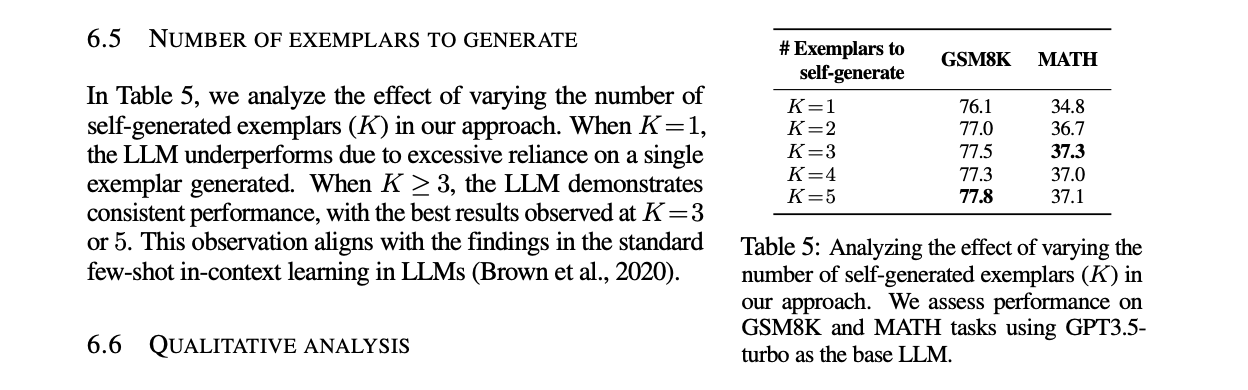 6.5 NUMBER OF EXEMPLARS TO GENERATE
In Table 5, we analyze the effect of varying the number of
self-generated exemplars (K) in our approach. When K=1,
the LLM underperforms due to excessive reliance on a single
exemplar generated. When K ≥ 3, the LLM demonstrates
consistent performance, with the best results observed at K=3
or 5. This observation aligns with the findings in the standard
few-shot in-context learning in LLMs (Brown et al., 2020).
6.6 QUALITATIVE ANALYSIS
# Exemplars to
self-generate GSM8K MATH
K=1 76.1 34.8
K=2 77.0 36.7
K=3 77.5 37.3
K=4 77.3 37.0
K=5 77.8 37.1
Table 5: Analyzing the effect of varying the
number of self-generated exemplars (K) in
our approach. We assess performance on
GSM8K and MATH tasks using GPT3.5-
turbo as the base LLM.